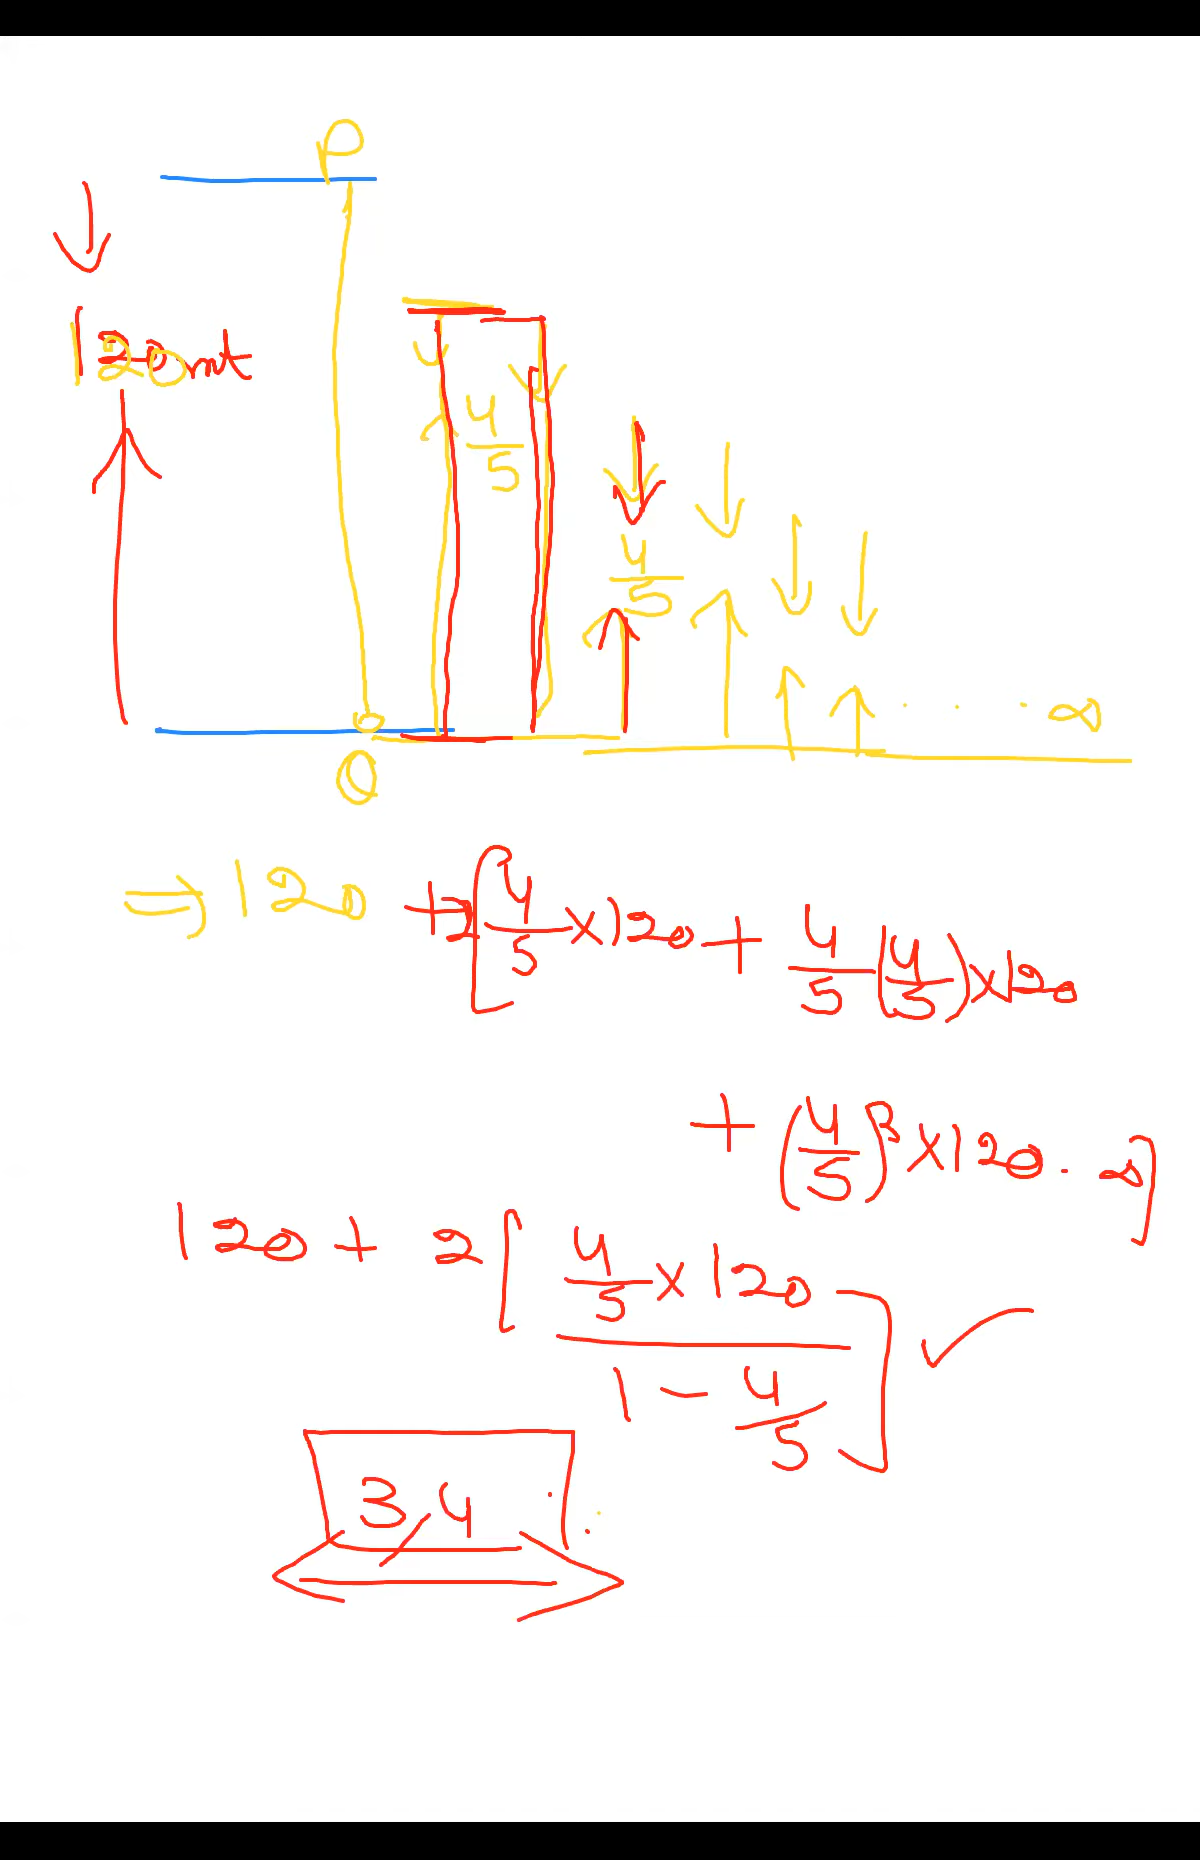 P
120mt
4/5
4/5
. . . ∞
Q
⇒ 120 + 2[4/5 × 120 + 4/5 (4/5) × 120
+ (4/5)³ × 120 . ∞]
120 + 2 [ 4/5 × 120
1 - 4/5 ] ✓
3, 4